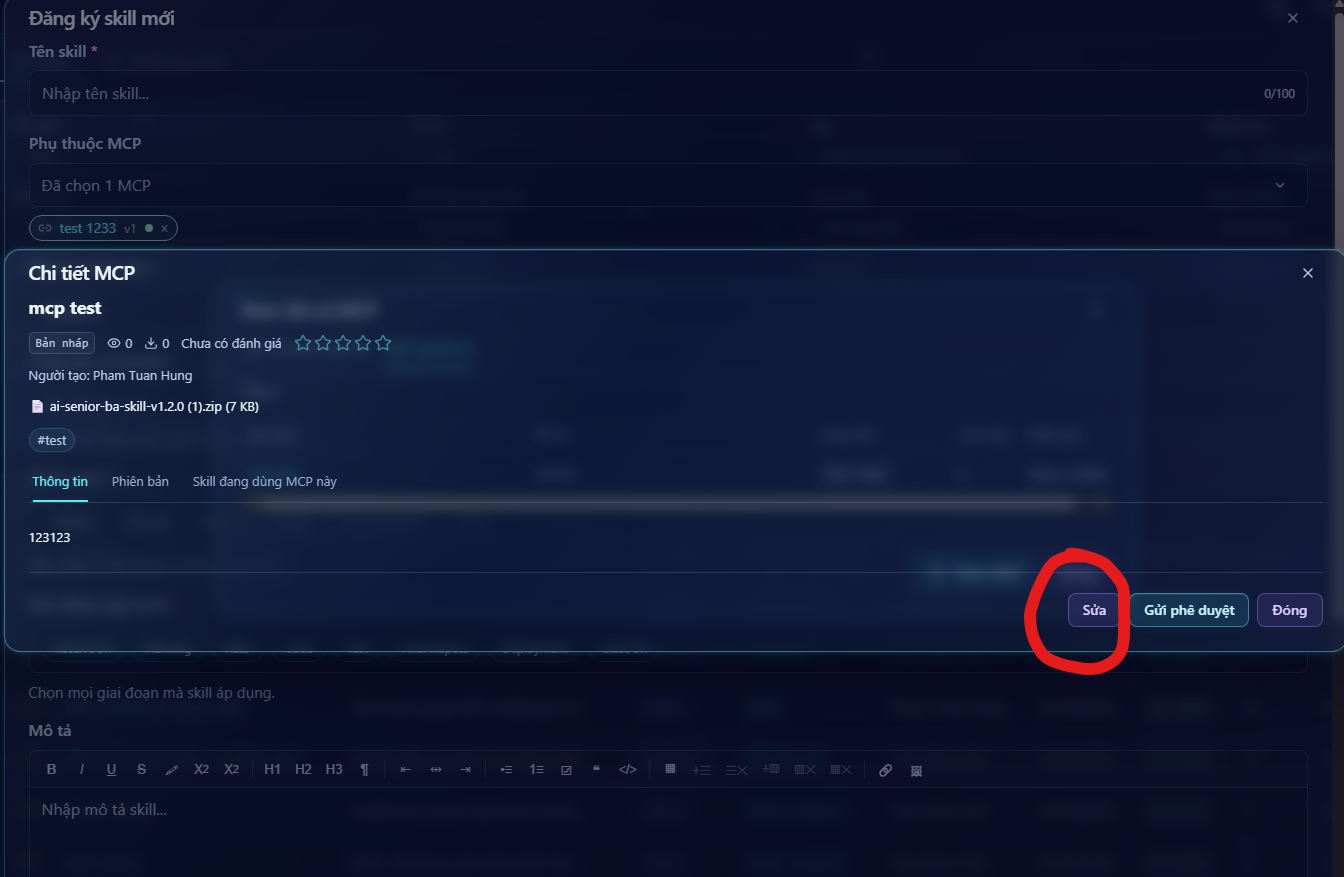 Đăng ký skill mới
Tên skill *
Nhập tên skill...
0/100
Phụ thuộc MCP
Đã chọn 1 MCP
test 1233 v1 x
Chi tiết MCP
mcp test
Bản nháp 0 0 Chưa có đánh giá
Người tạo: Pham Tuan Hung
ai-senior-ba-skill-v1.2.0 (1).zip (7 KB)
#test
Thông tin Phiên bản Skill đang dùng MCP này
123123
Sửa Gửi phê duyệt Đóng
Chọn mọi giai đoạn mà skill áp dụng.
Mô tả
B I U S X2 X2 H1 H2 H3 ¶ </>
Nhập mô tả skill...